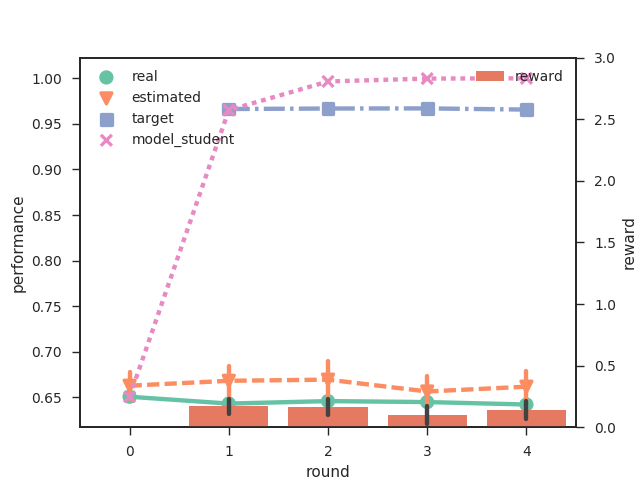 real
estimated
target
model_student
reward
1.00
0.95
0.90
0.85
0.80
0.75
0.70
0.65
performance
3.0
2.5
2.0
1.5
1.0
0.5
0.0
reward
0 1 2 3 4
round